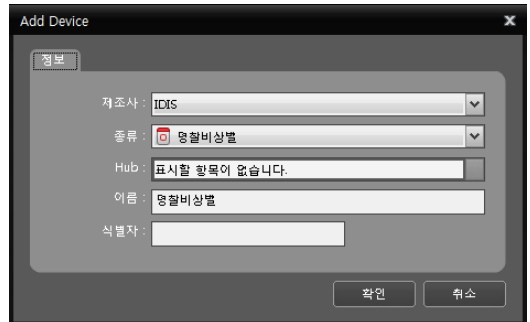 Add Device
x
정보
제조사 : IDIS
종류 : 명찰비상벨
Hub : 표시할 항목이 없습니다.
이름 : 명찰비상벨
식별자 :
확인 취소